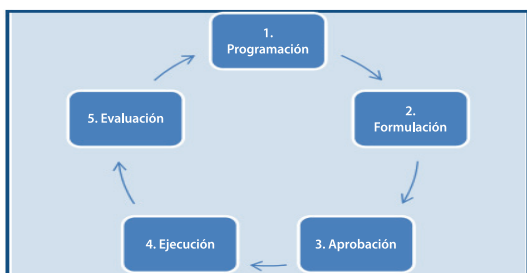 1.
Programación
2.
Formulación
3. Aprobación
4. Ejecución
5. Evaluación